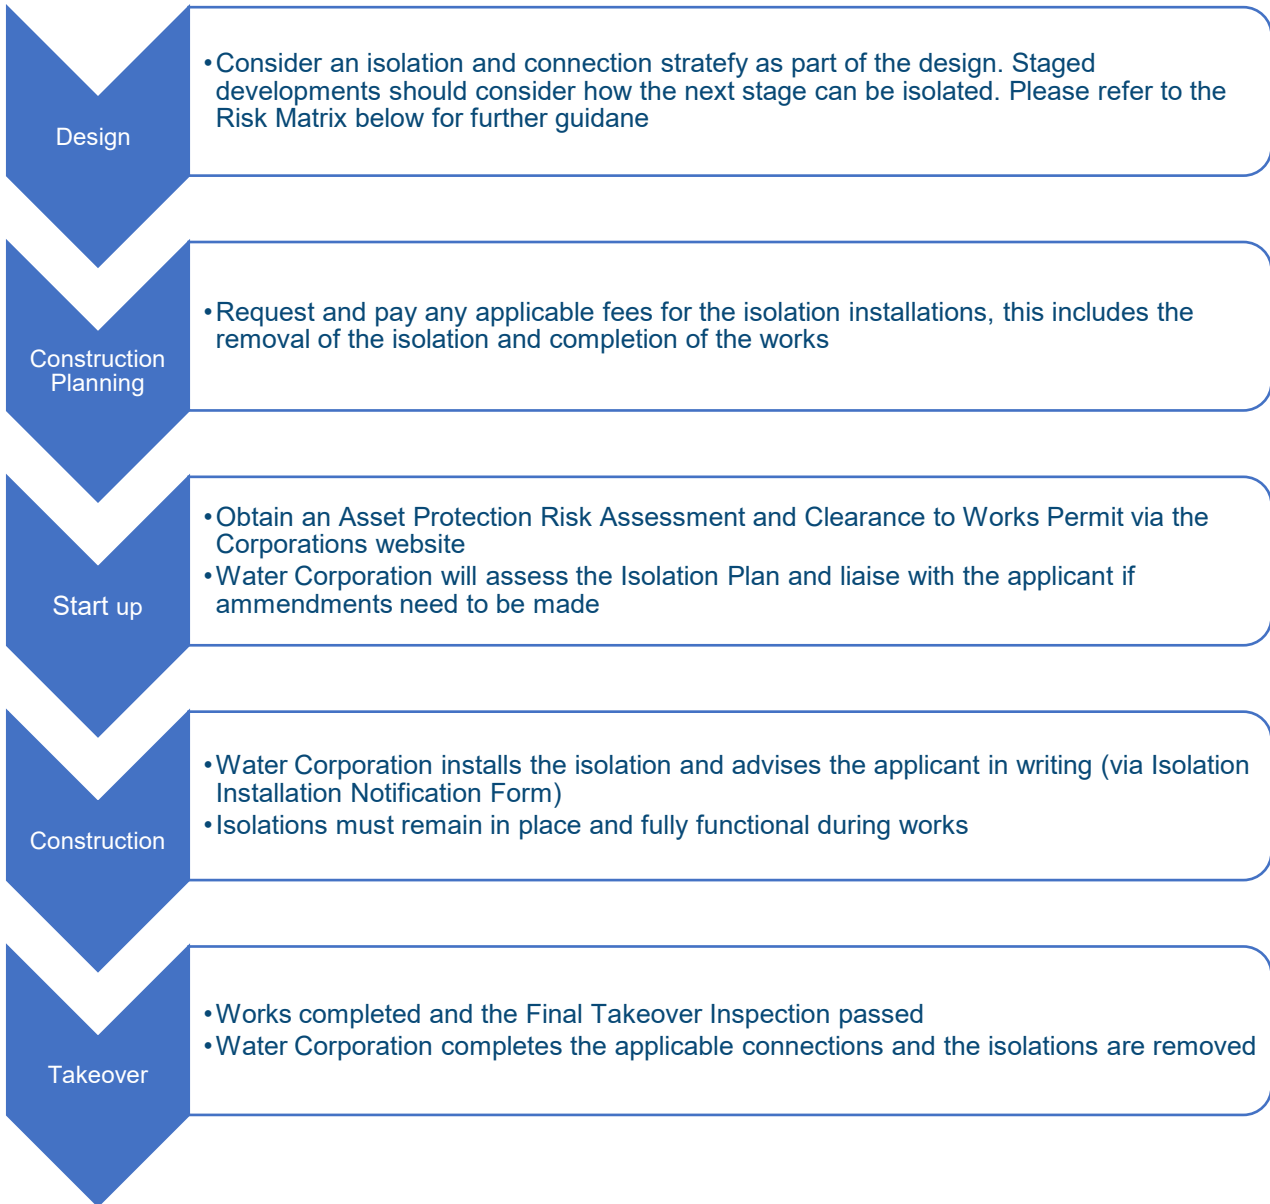 Design
•Consider an isolation and connection stratefy as part of the design. Staged
developments should consider how the next stage can be isolated. Please refer to the
Risk Matrix below for further guidane
Construction
Planning
•Request and pay any applicable fees for the isolation installations, this includes the
removal of the isolation and completion of the works
Start up
•Obtain an Asset Protection Risk Assessment and Clearance to Works Permit via the
Corporations website
•Water Corporation will assess the Isolation Plan and liaise with the applicant if
ammendments need to be made
Construction
•Water Corporation installs the isolation and advises the applicant in writing (via Isolation
Installation Notification Form)
•Isolations must remain in place and fully functional during works
Takeover
•Works completed and the Final Takeover Inspection passed
•Water Corporation completes the applicable connections and the isolations are removed